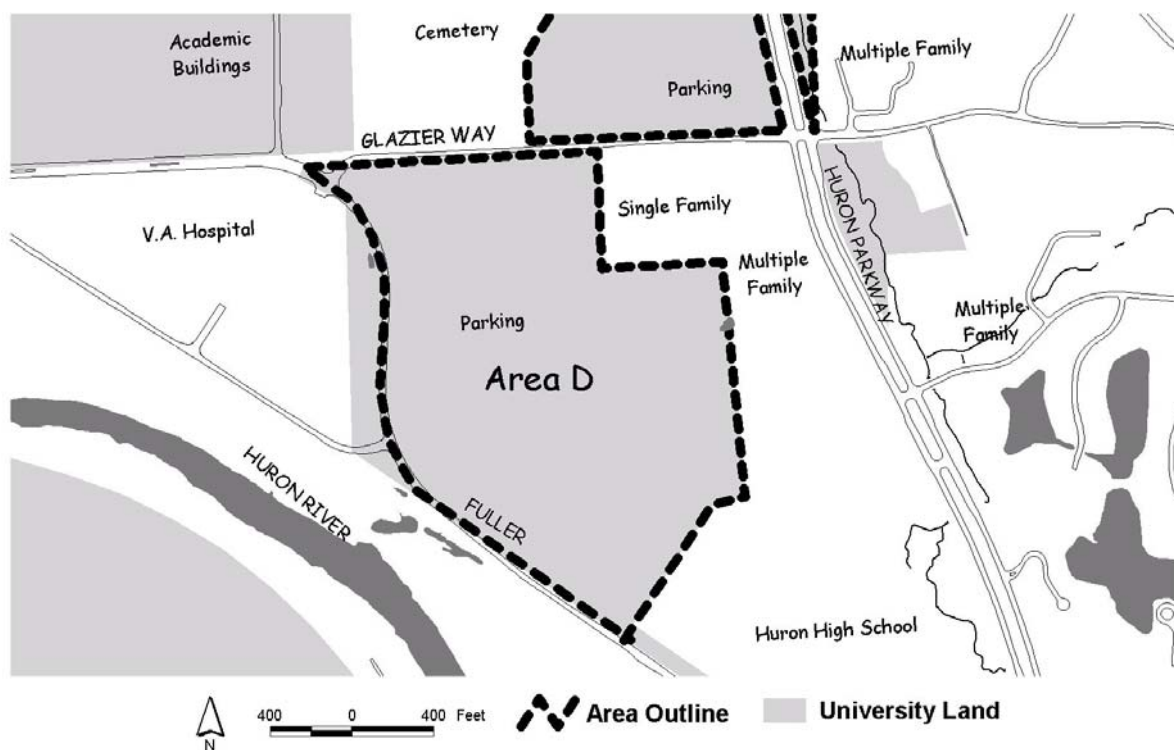 Academic
Buildings
Cemetery
Multiple Family
Parking
GLAZIER WAY
V.A. Hospital
Single Family
HURON PARKWAY
Multiple
Family
Multiple
Family
Parking
Area D
HURON RIVER
FULLER
Huron High School
N
400 0 400 Feet
Area Outline
University Land